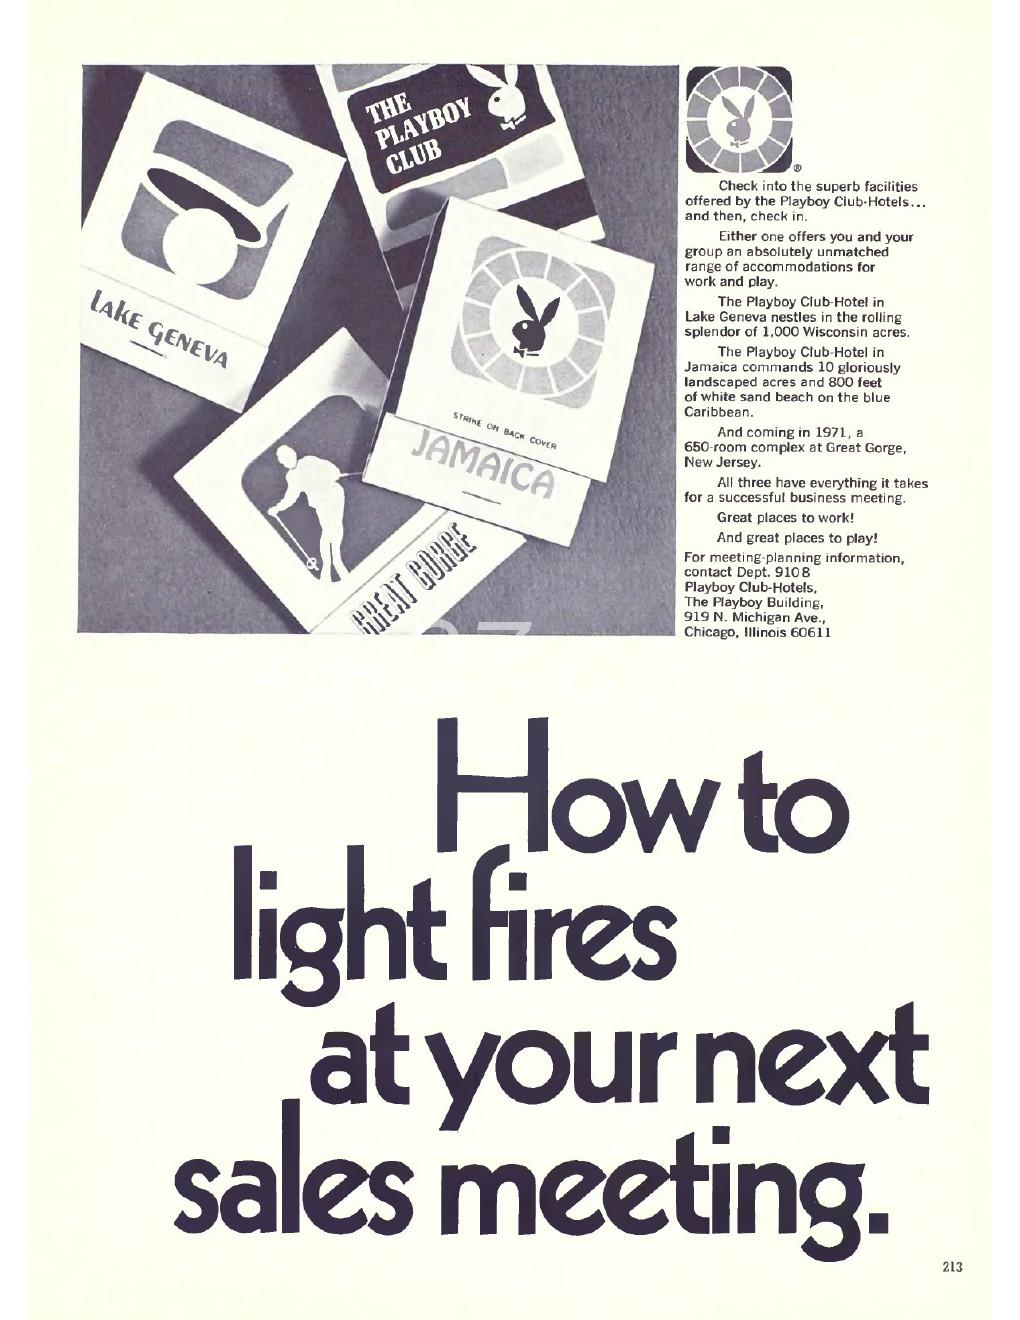 THE
PLAYBOY
CLUB
LAKE GENEVA
STRIKE ON BACK COVER
JAMAICA
GREAT GORGE
®
Check into the superb facilities
offered by the Playboy Club-Hotels...
and then, check in.
Either one offers you and your
group an absolutely unmatched
range of accommodations for
work and play.
The Playboy Club-Hotel in
Lake Geneva nestles in the rolling
splendor of 1,000 Wisconsin acres.
The Playboy Club-Hotel in
Jamaica commands 10 gloriously
landscaped acres and 800 feet
of white sand beach on the blue
Caribbean.
And coming in 1971, a
650-room complex at Great Gorge,
New Jersey.
All three have everything it takes
for a successful business meeting.
Great places to work!
And great places to play!
For meeting-planning information,
contact Dept. 9108
Playboy Club-Hotels,
The Playboy Building,
919 N. Michigan Ave.,
Chicago, Illinois 60611
How to
light fires
at your next
sales meeting.
213